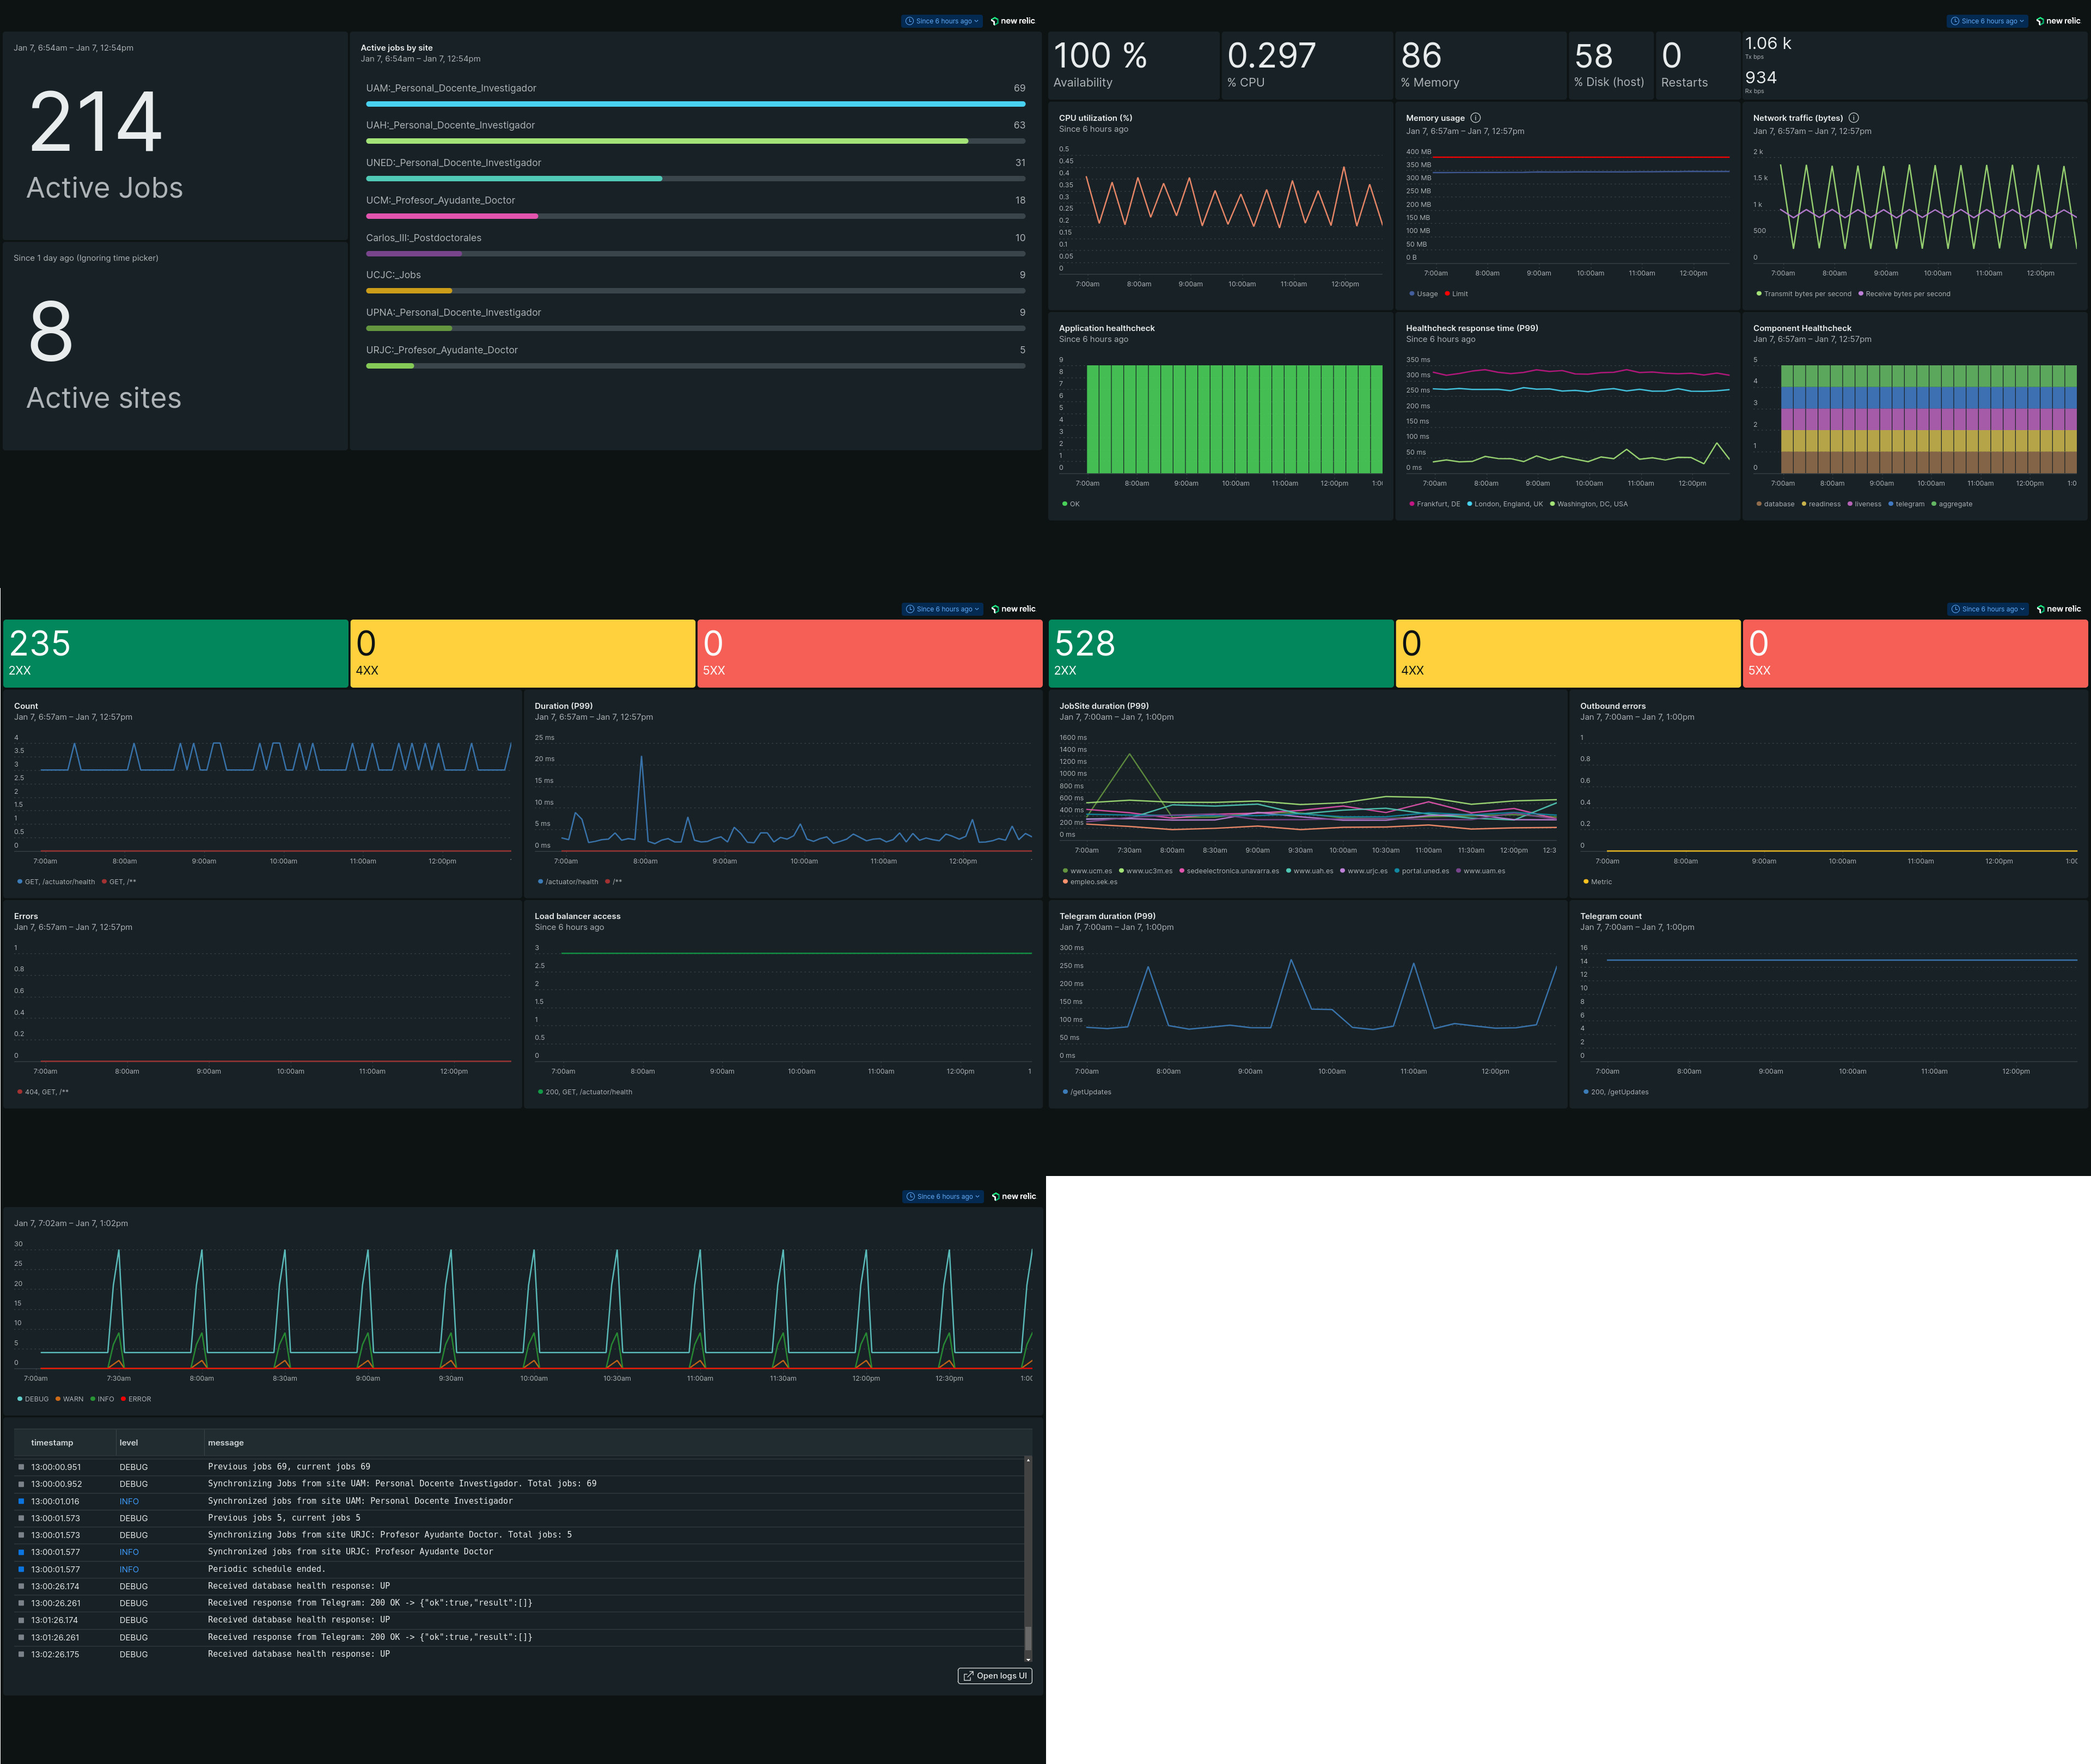 Since 6 hours ago
new relic
Jan 7, 6:54am – Jan 7, 12:54pm
214
Active Jobs
Since 1 day ago (Ignoring time picker)
8
Active sites
Active jobs by site
Jan 7, 6:54am – Jan 7, 12:54pm
UAM:_Personal_Docente_Investigador 69
UAH:_Personal_Docente_Investigador 63
UNED:_Personal_Docente_Investigador 31
UCM:_Profesor_Ayudante_Doctor 18
Carlos_III:_Postdoctorales 10
UCJC:_Jobs 9
UPNA:_Personal_Docente_Investigador 9
URJC:_Profesor_Ayudante_Doctor 5
Since 6 hours ago
new relic
100 %
Availability
0.297
% CPU
86
% Memory
58
% Disk (host)
0
Restarts
1.06 k
Tx bps
934
Rx bps
CPU utilization (%)
Since 6 hours ago
0.5
0.45
0.4
0.35
0.3
0.25
0.2
0.15
0.1
0.05
0
7:00am 8:00am 9:00am 10:00am 11:00am 12:00pm
Memory usage
Jan 7, 6:57am – Jan 7, 12:57pm
400 MB
350 MB
300 MB
250 MB
200 MB
150 MB
100 MB
50 MB
0 B
7:00am 8:00am 9:00am 10:00am 11:00am 12:00pm
Usage Limit
Network traffic (bytes)
Jan 7, 6:57am – Jan 7, 12:57pm
2 k
1.5 k
1 k
500
0
7:00am 8:00am 9:00am 10:00am 11:00am 12:00pm
Transmit bytes per second Receive bytes per second
Application healthcheck
Since 6 hours ago
9
8
7
6
5
4
3
2
1
0
7:00am 8:00am 9:00am 10:00am 11:00am 12:00pm 1:0
OK
Healthcheck response time (P99)
Since 6 hours ago
350 ms
300 ms
250 ms
200 ms
150 ms
100 ms
50 ms
0 ms
7:00am 8:00am 9:00am 10:00am 11:00am 12:00pm
Frankfurt, DE London, England, UK Washington, DC, USA
Component Healthcheck
Jan 7, 6:57am – Jan 7, 12:57pm
5
4
3
2
1
0
7:00am 8:00am 9:00am 10:00am 11:00am 12:00pm 1:0
database readiness liveness telegram aggregate
Since 6 hours ago
new relic
235
2XX
0
4XX
0
5XX
Count
Jan 7, 6:57am – Jan 7, 12:57pm
4
3.5
3
2.5
2
1.5
1
0.5
0
7:00am 8:00am 9:00am 10:00am 11:00am 12:00pm
GET, /actuator/health GET, /**
Duration (P99)
Jan 7, 6:57am – Jan 7, 12:57pm
25 ms
20 ms
15 ms
10 ms
5 ms
0 ms
7:00am 8:00am 9:00am 10:00am 11:00am 12:00pm
/actuator/health /**
Errors
Jan 7, 6:57am – Jan 7, 12:57pm
1
0.8
0.6
0.4
0.2
0
7:00am 8:00am 9:00am 10:00am 11:00am 12:00pm
404, GET, /**
Load balancer access
Since 6 hours ago
3
2.5
2
1.5
1
0.5
0
7:00am 8:00am 9:00am 10:00am 11:00am 12:00pm 1
200, GET, /actuator/health
Since 6 hours ago
new relic
528
2XX
0
4XX
0
5XX
JobSite duration (P99)
Jan 7, 7:00am – Jan 7, 1:00pm
1600 ms
1400 ms
1200 ms
1000 ms
800 ms
600 ms
400 ms
200 ms
0 ms
7:00am 7:30am 8:00am 8:30am 9:00am 9:30am 10:00am 10:30am 11:00am 11:30am 12:00pm 12:3
www.ucm.es www.uc3m.es sedeelectronica.unavarra.es www.uah.es www.urjc.es portal.uned.es www.uam.es
empleo.sek.es
Outbound errors
Jan 7, 7:00am – Jan 7, 1:00pm
1
0.8
0.6
0.4
0.2
7:00am 8:00am 9:00am 10:00am 11:00am 12:00pm 1:00
Metric
Telegram duration (P99)
Jan 7, 7:00am – Jan 7, 1:00pm
300 ms
250 ms
200 ms
150 ms
100 ms
50 ms
0 ms
7:00am 8:00am 9:00am 10:00am 11:00am 12:00pm
/getUpdates
Telegram count
Jan 7, 7:00am – Jan 7, 1:00pm
16
14
12
10
8
6
4
2
0
7:00am 8:00am 9:00am 10:00am 11:00am 12:00pm
200, /getUpdates
Since 6 hours ago
new relic
Jan 7, 7:02am – Jan 7, 1:02pm
30
25
20
15
10
5
0
7:00am 7:30am 8:00am 8:30am 9:00am 9:30am 10:00am 10:30am 11:00am 11:30am 12:00pm 12:30pm 1:00
DEBUG WARN INFO ERROR
timestamp level message
13:00:00.951 DEBUG Previous jobs 69, current jobs 69
13:00:00.952 DEBUG Synchronizing Jobs from site UAM: Personal Docente Investigador. Total jobs: 69
13:00:01.016 INFO Synchronized jobs from site UAM: Personal Docente Investigador
13:00:01.573 DEBUG Previous jobs 5, current jobs 5
13:00:01.573 DEBUG Synchronizing Jobs from site URJC: Profesor Ayudante Doctor. Total jobs: 5
13:00:01.577 INFO Synchronized jobs from site URJC: Profesor Ayudante Doctor
13:00:01.577 INFO Periodic schedule ended.
13:00:26.174 DEBUG Received database health response: UP
13:00:26.261 DEBUG Received response from Telegram: 200 OK -> {"ok":true,"result":[]}
13:01:26.174 DEBUG Received database health response: UP
13:01:26.261 DEBUG Received response from Telegram: 200 OK -> {"ok":true,"result":[]}
13:02:26.175 DEBUG Received database health response: UP
Open logs UI